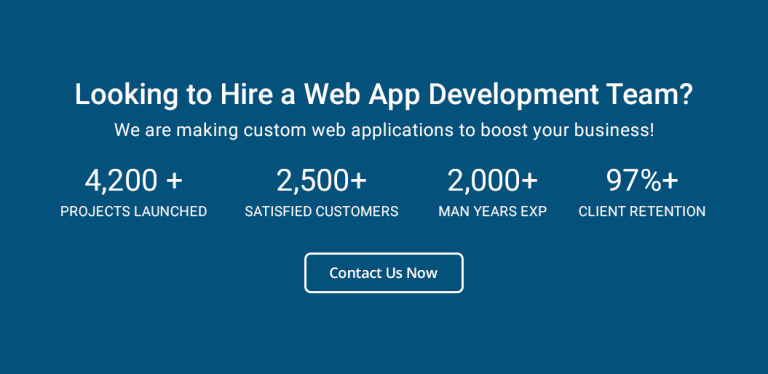 Looking to Hire a Web App Development Team?
We are making custom web applications to boost your business!
4,200 + 2,500+ 2,000+ 97%+
PROJECTS LAUNCHED SATISFIED CUSTOMERS MAN YEARS EXP CLIENT RETENTION
Contact Us Now